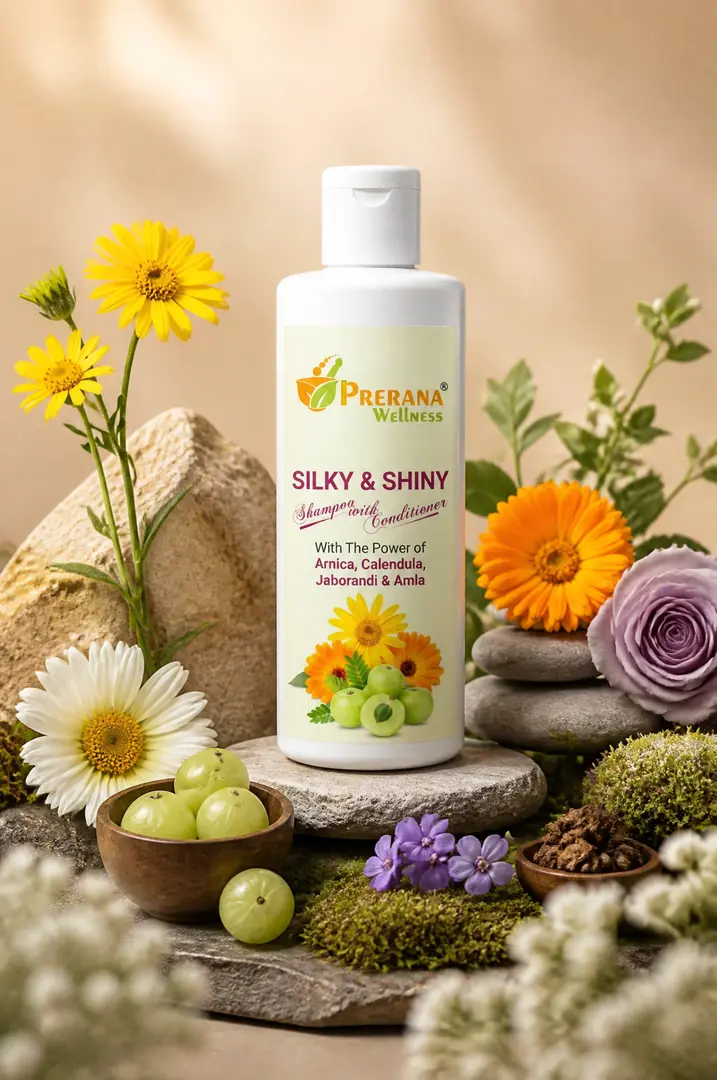 PRERANA®
Wellness
SILKY & SHINY
Shampoo with Conditioner
With The Power of
Arnica, Calendula,
Jaborandi & Amla